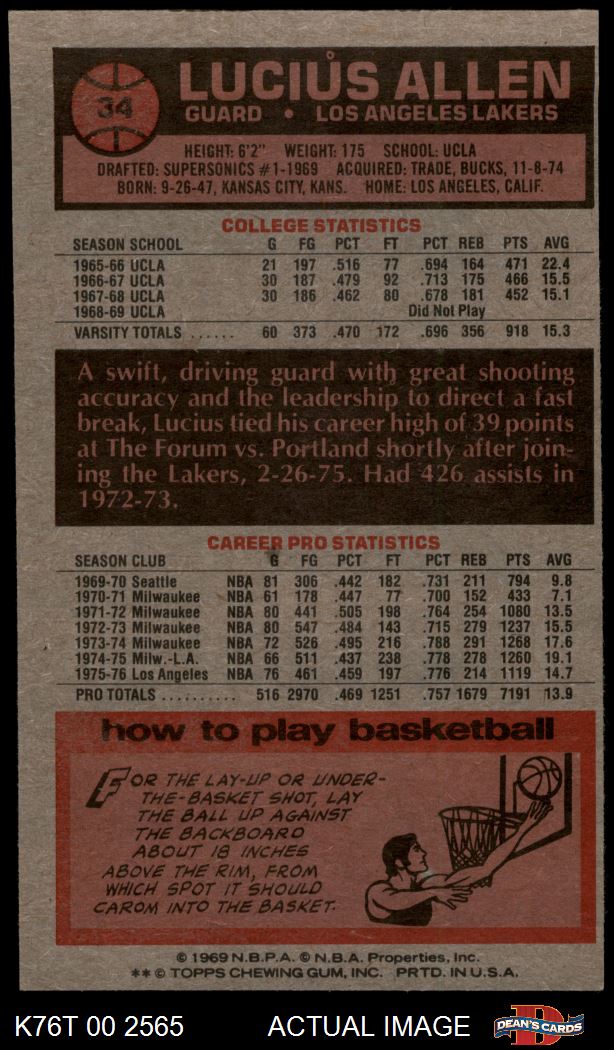 34
LUCIUS ALLEN
GUARD • LOS ANGELES LAKERS
HEIGHT: 6'2" WEIGHT: 175 SCHOOL: UCLA
DRAFTED: SUPERSONICS #1-1969 ACQUIRED: TRADE, BUCKS, 11-8-74
BORN: 9-26-47, KANSAS CITY, KANS. HOME: LOS ANGELES, CALIF.
COLLEGE STATISTICS
SEASON SCHOOL G FG PCT FT PCT REB PTS AVG
1965-66 UCLA 21 197 .516 77 .694 164 471 22.4
1966-67 UCLA 30 187 .479 92 .713 175 466 15.5
1967-68 UCLA 30 186 .462 80 .678 181 452 15.1
1968-69 UCLA Did Not Play
VARSITY TOTALS ...... 60 373 .470 172 .696 356 918 15.3
A swift, driving guard with great shooting
accuracy and the leadership to direct a fast
break, Lucius tied his career high of 39 points
at The Forum vs. Portland shortly after join-
ing the Lakers, 2-26-75. Had 426 assists in
1972-73.
CAREER PRO STATISTICS
SEASON CLUB G FG PCT FT PCT REB PTS AVG
1969-70 Seattle NBA 81 306 .442 182 .731 211 794 9.8
1970-71 Milwaukee NBA 61 178 .447 77 .700 152 433 7.1
1971-72 Milwaukee NBA 80 441 .505 198 .764 254 1080 13.5
1972-73 Milwaukee NBA 80 547 .484 143 .715 279 1237 15.5
1973-74 Milwaukee NBA 72 526 .495 216 .788 291 1268 17.6
1974-75 Milw.-L.A. NBA 66 511 .437 238 .778 278 1260 19.1
1975-76 Los Angeles NBA 76 461 .459 197 .776 214 1119 14.7
PRO TOTALS .......... 516 2970 .469 1251 .757 1679 7191 13.9
how to play basketball
FOR THE LAY-UP OR UNDER-
THE-BASKET SHOT, LAY
THE BALL UP AGAINST
THE BACKBOARD
ABOUT 18 INCHES
ABOVE THE RIM, FROM
WHICH SPOT IT SHOULD
CAROM INTO THE BASKET.
© 1969 N.B.P.A. © N.B.A. Properties, Inc.
** © TOPPS CHEWING GUM, INC. PRTD. IN U.S.A.
K76T 00 2565 ACTUAL IMAGE D DEAN'S CARDS